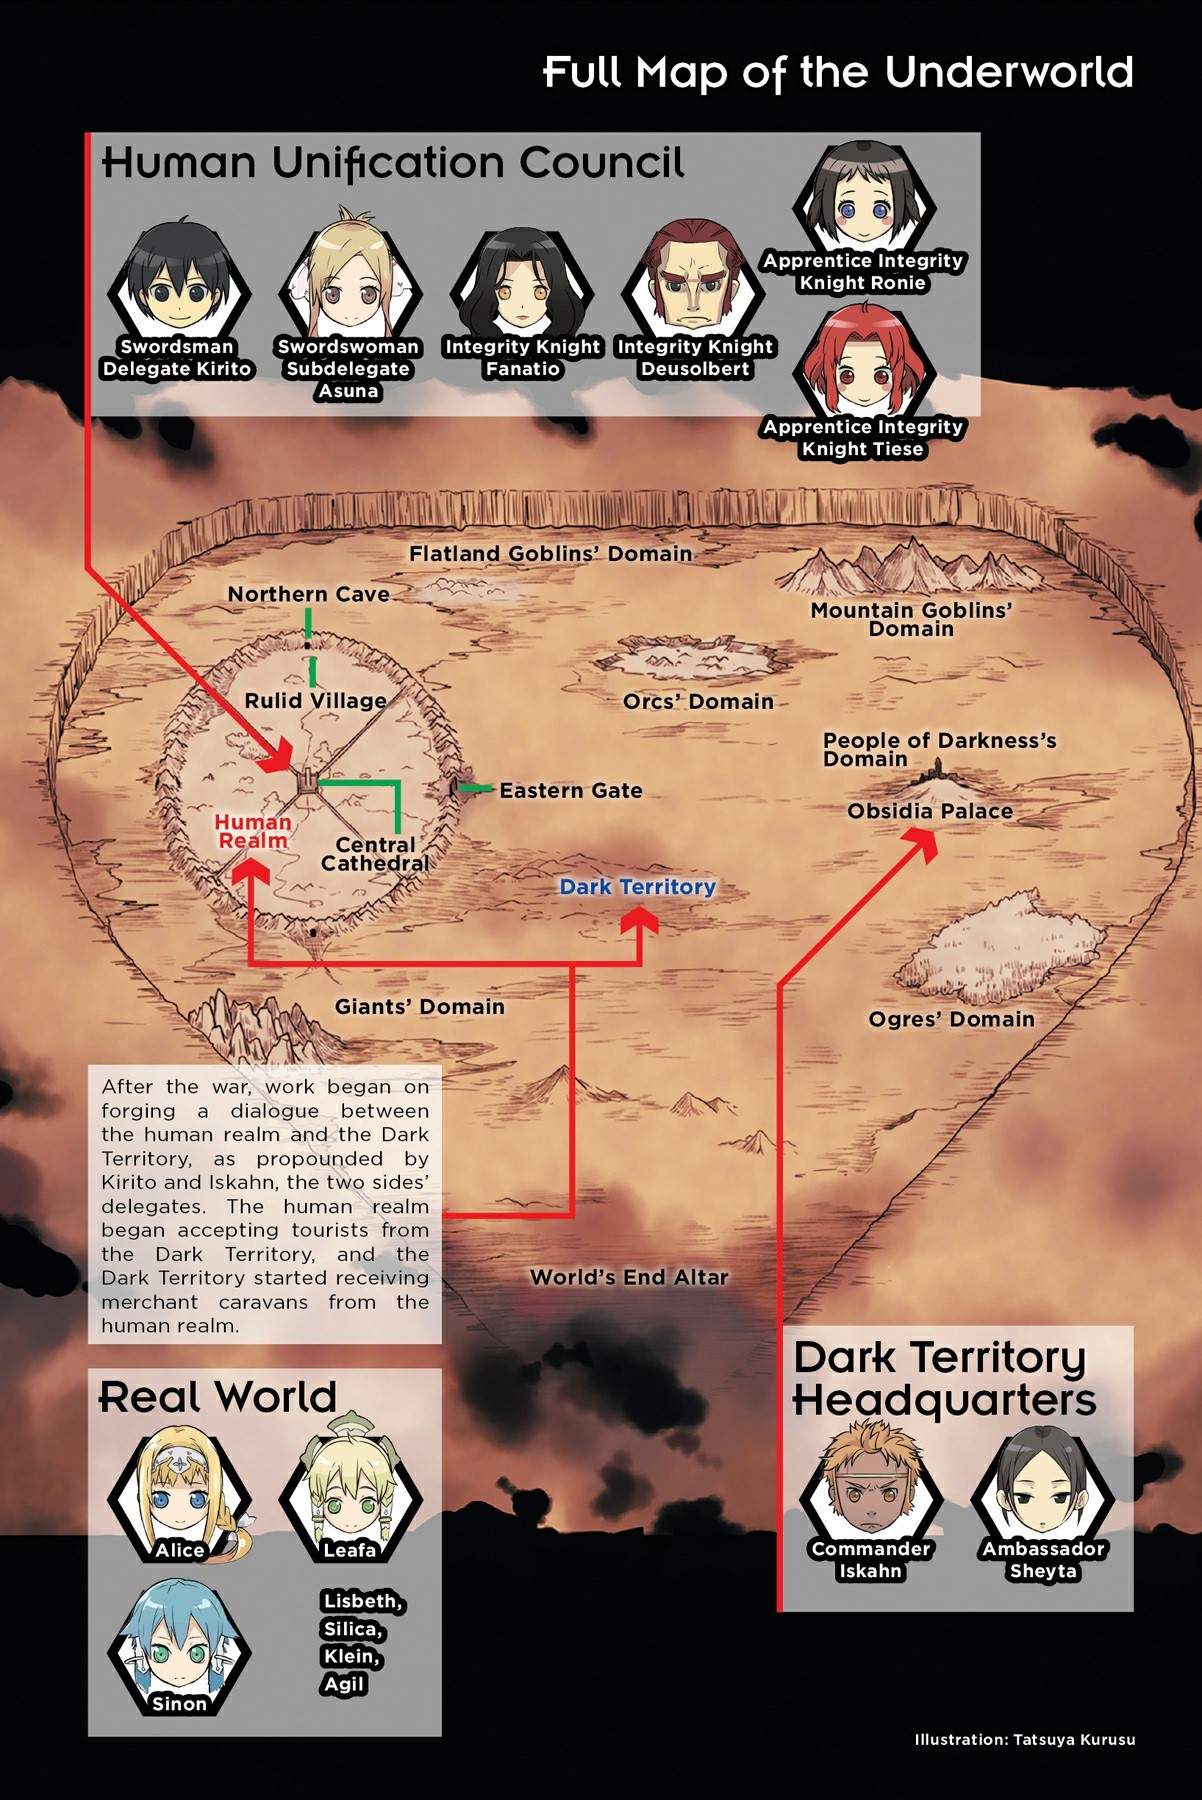 Full Map of the Underworld
Human Unification Council
Swordsman
Delegate Kirito
Swordswoman
Subdelegate
Asuna
Integrity Knight
Fanatio
Integrity Knight
Deusolbert
Apprentice Integrity
Knight Ronie
Apprentice Integrity
Knight Tiese
Flatland Goblins' Domain
Northern Cave
Mountain Goblins'
Domain
Rulid Village
Orcs' Domain
People of Darkness's
Domain
Eastern Gate
Obsidia Palace
Human
Realm
Central
Cathedral
Dark Territory
Giants' Domain
Ogres' Domain
After the war, work began on
forging a dialogue between
the human realm and the Dark
Territory, as propounded by
Kirito and Iskahn, the two sides'
delegates. The human realm
began accepting tourists from
the Dark Territory, and the
Dark Territory started receiving
merchant caravans from the
human realm.
World's End Altar
Real World
Alice
Leafa
Sinon
Lisbeth,
Silica,
Klein,
Agil
Dark Territory
Headquarters
Commander
Iskahn
Ambassador
Sheyta
Illustration: Tatsuya Kurusu